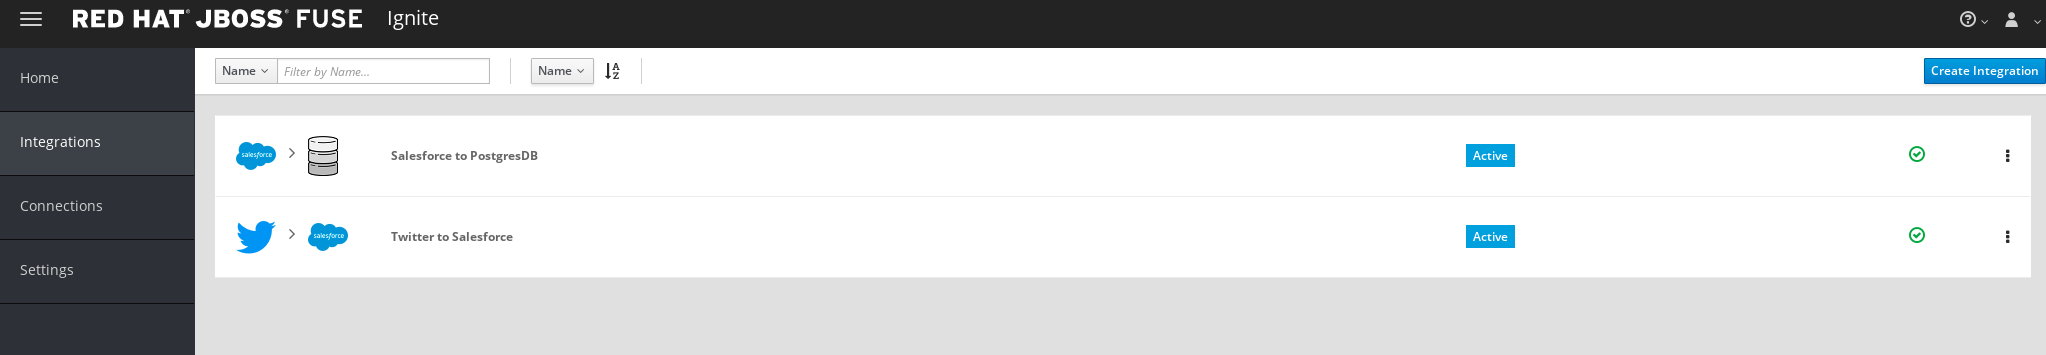 RED HAT® JBOSS® FUSE Ignite
Home
Integrations
Connections
Settings
Name Filter by Name... Name A Z Create Integration
salesforce Salesforce to PostgresDB Active
salesforce Twitter to Salesforce Active